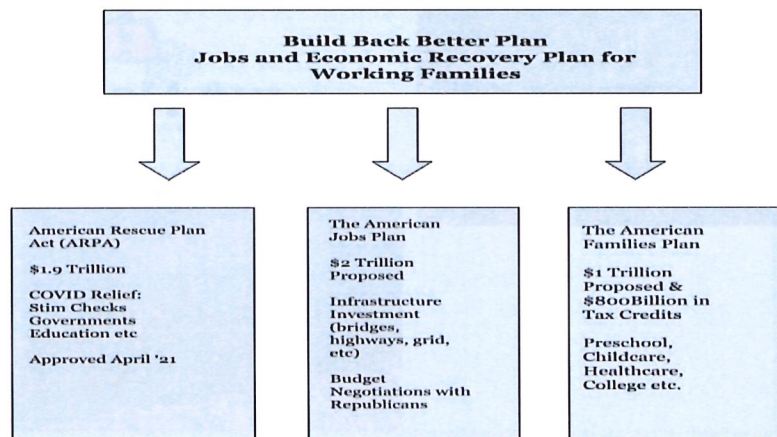 Build Back Better Plan
Jobs and Economic Recovery Plan for
Working Families
American Rescue Plan
Act (ARPA)
$1.9 Trillion
COVID Relief:
Stim Checks
Governments
Education etc
Approved April '21
The American
Jobs Plan
$2 Trillion
Proposed
Infrastructure
Investment
(bridges,
highways, grid,
etc)
Budget
Negotiations with
Republicans
The American
Families Plan
$1 Trillion
Proposed &
$800Billion in
Tax Credits
Preschool,
Childcare,
Healthcare,
College etc.